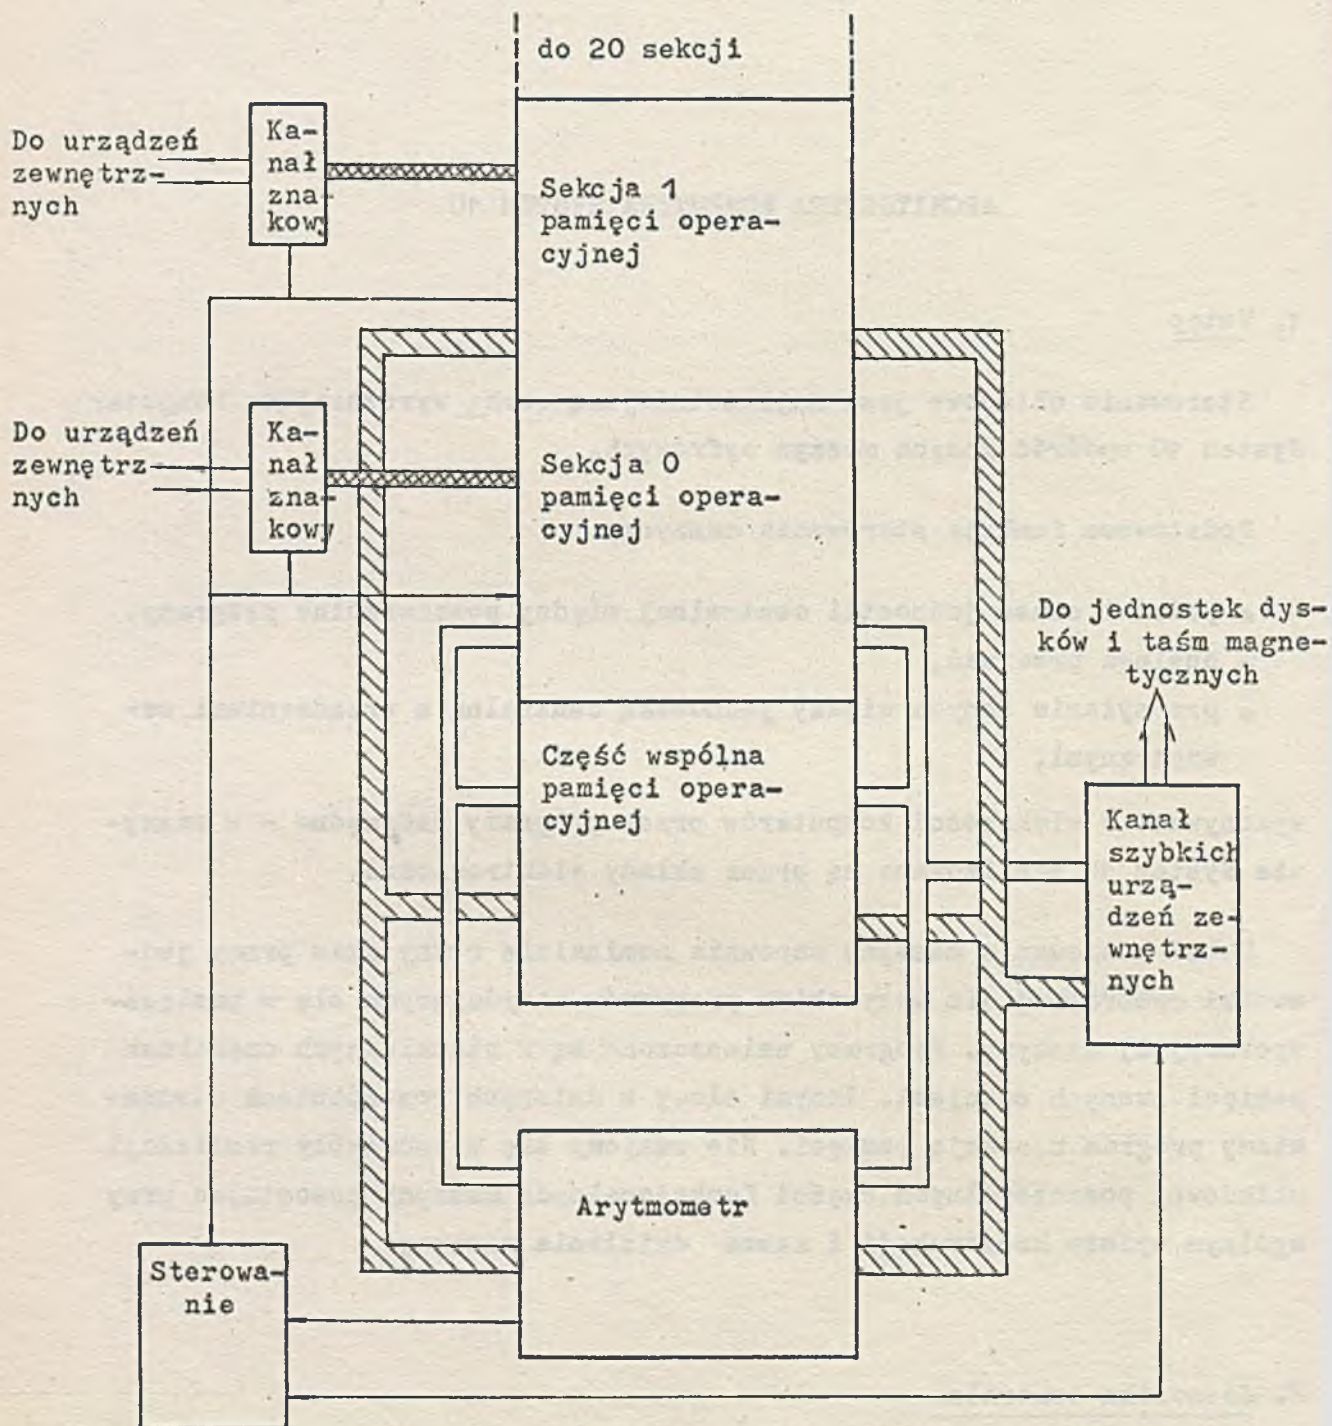 do 20 sekcji
Do urządzeń
zewnętrz-
nych
Ka-
nał
zna-
kowy
Sekcja 1
pamięci opera-
cyjnej
Do urządzeń
zewnętrz-
nych
Ka-
nał
zna-
kowy
Sekcja 0
pamięci opera-
cyjnej
Do jednostek dys-
ków i taśm magne-
tycznych
Część wspólna
pamięci opera-
cyjnej
Kanał
szybkich
urzą-
dzeń ze-
wnętrz-
nych
Arytmometr
Sterowa-
nie